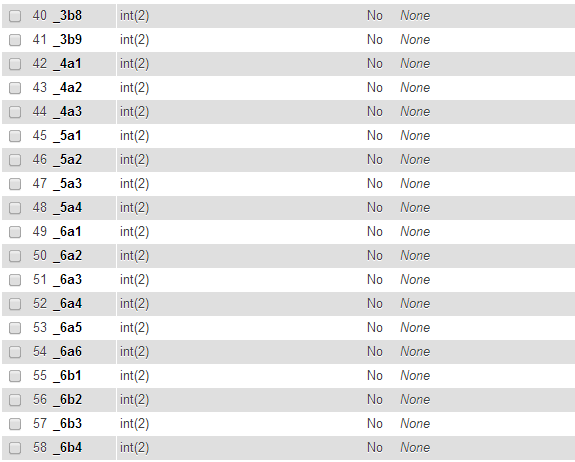 40 _3b8 int(2) No None
41 _3b9 int(2) No None
42 _4a1 int(2) No None
43 _4a2 int(2) No None
44 _4a3 int(2) No None
45 _5a1 int(2) No None
46 _5a2 int(2) No None
47 _5a3 int(2) No None
48 _5a4 int(2) No None
49 _6a1 int(2) No None
50 _6a2 int(2) No None
51 _6a3 int(2) No None
52 _6a4 int(2) No None
53 _6a5 int(2) No None
54 _6a6 int(2) No None
55 _6b1 int(2) No None
56 _6b2 int(2) No None
57 _6b3 int(2) No None
58 _6b4 int(2) No None